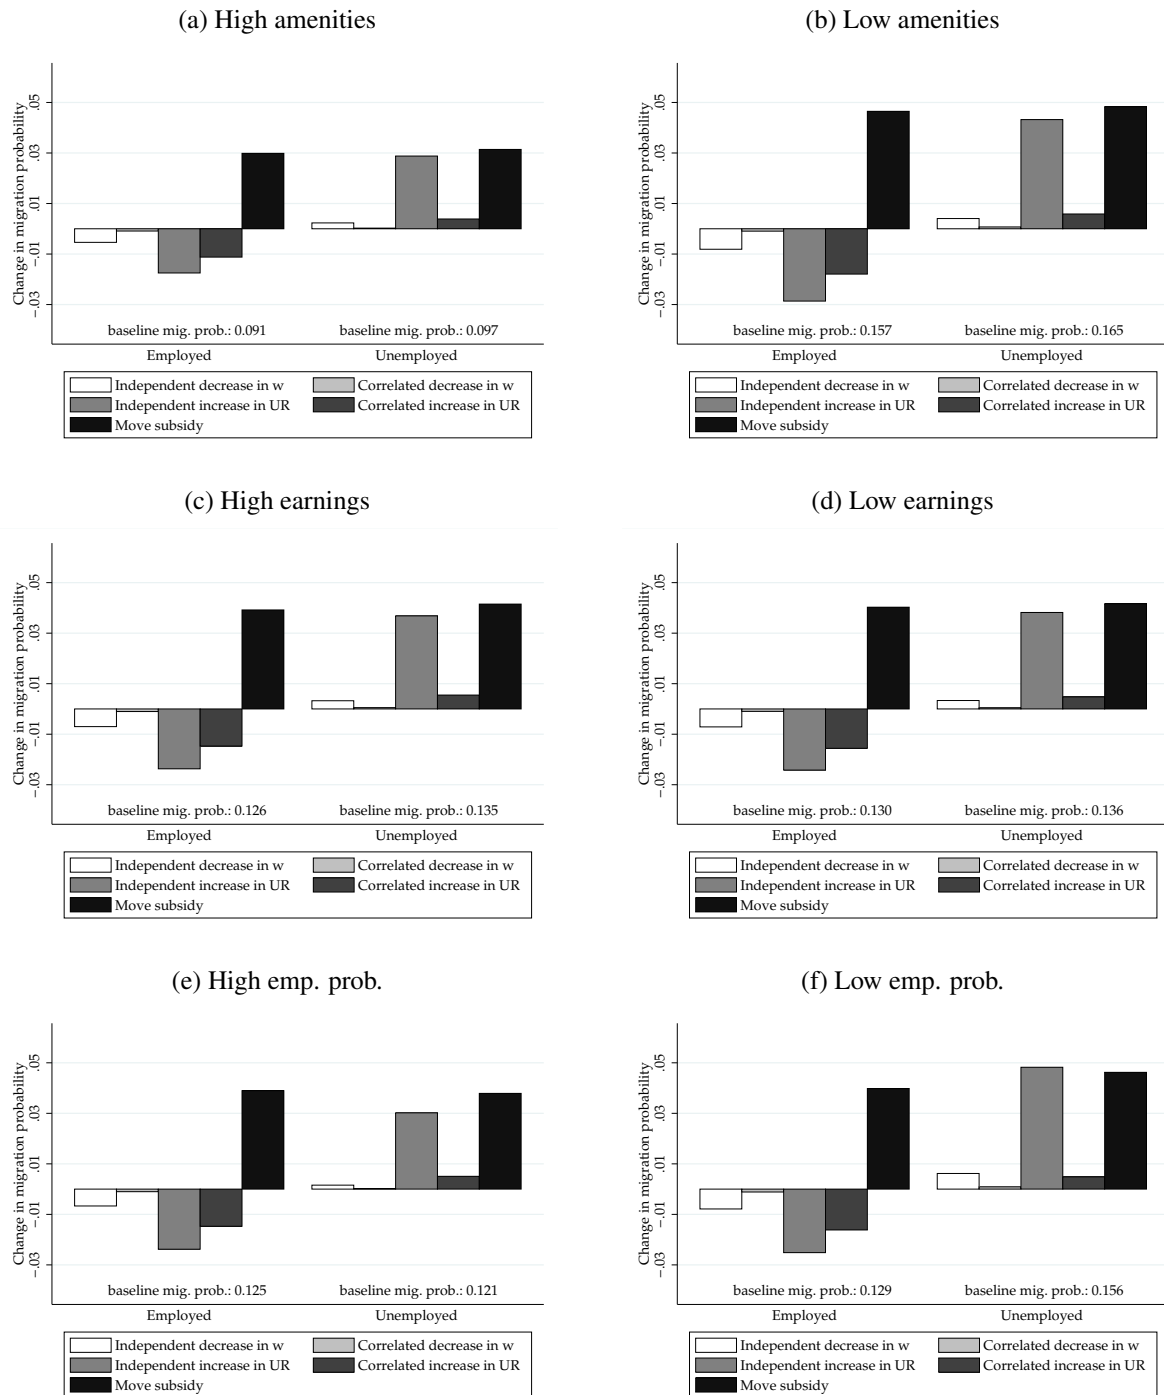 (a) High amenities
Change in migration probability
.05
.03
.01
-.01
-.03
baseline mig. prob.: 0.091 baseline mig. prob.: 0.097
Employed Unemployed
Independent decrease in w Correlated decrease in w
Independent increase in UR Correlated increase in UR
Move subsidy
(b) Low amenities
Change in migration probability
.05
.03
.01
-.01
-.03
baseline mig. prob.: 0.157 baseline mig. prob.: 0.165
Employed Unemployed
Independent decrease in w Correlated decrease in w
Independent increase in UR Correlated increase in UR
Move subsidy
(c) High earnings
Change in migration probability
.05
.03
.01
-.01
-.03
baseline mig. prob.: 0.126 baseline mig. prob.: 0.135
Employed Unemployed
Independent decrease in w Correlated decrease in w
Independent increase in UR Correlated increase in UR
Move subsidy
(d) Low earnings
Change in migration probability
.05
.03
.01
-.01
-.03
baseline mig. prob.: 0.130 baseline mig. prob.: 0.136
Employed Unemployed
Independent decrease in w Correlated decrease in w
Independent increase in UR Correlated increase in UR
Move subsidy
(e) High emp. prob.
Change in migration probability
.05
.03
.01
-.01
-.03
baseline mig. prob.: 0.125 baseline mig. prob.: 0.121
Employed Unemployed
Independent decrease in w Correlated decrease in w
Independent increase in UR Correlated increase in UR
Move subsidy
(f) Low emp. prob.
Change in migration probability
.05
.03
.01
-.01
-.03
baseline mig. prob.: 0.129 baseline mig. prob.: 0.156
Employed Unemployed
Independent decrease in w Correlated decrease in w
Independent increase in UR Correlated increase in UR
Move subsidy